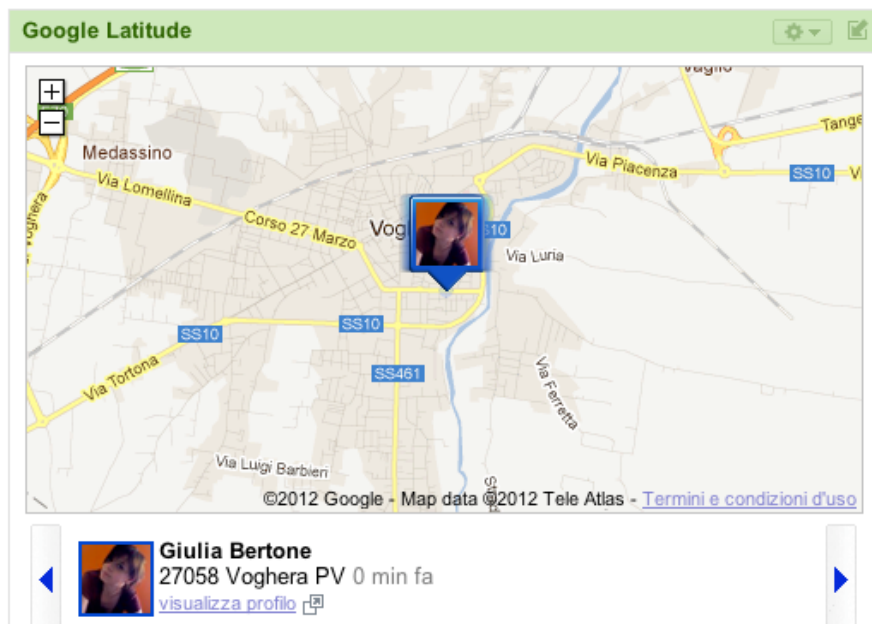 Google Latitude
Vaglio
Tange
Medassino
Via Piacenza
SS10
Via Lomellina
Voghera
Corso 27 Marzo
Vog
S10
Via Luria
SS10
SS10
SS461
Via Tortona
Via Ferretta
Via Luigi Barbieri
©2012 Google - Map data ©2012 Tele Atlas - Termini e condizioni d'uso
Giulia Bertone
27058 Voghera PV 0 min fa
visualizza profilo